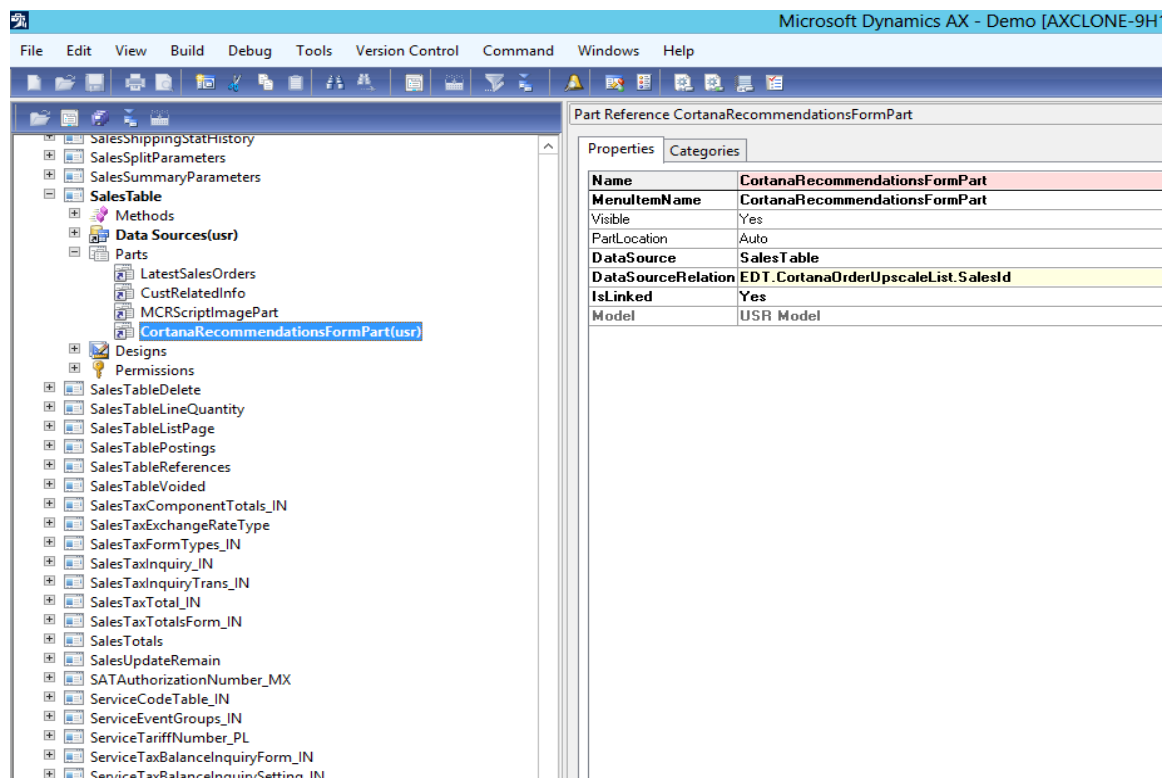 Microsoft Dynamics AX - Demo [AXCLONE-9H1
File Edit View Build Debug Tools Version Control Command Windows Help
Part Reference CortanaRecommendationsFormPart
Properties Categories
Name CortanaRecommendationsFormPart
MenuItemName CortanaRecommendationsFormPart
Visible Yes
PartLocation Auto
DataSource SalesTable
DataSourceRelation EDT.CortanaOrderUpscaleList.SalesId
IsLinked Yes
Model USR Model
SalesShippingStatHistory
SalesSplitParameters
SalesSummaryParameters
SalesTable
Methods
Data Sources(usr)
Parts
LatestSalesOrders
CustRelatedInfo
MCRScriptImagePart
CortanaRecommendationsFormPart(usr)
Designs
Permissions
SalesTableDelete
SalesTableLineQuantity
SalesTableListPage
SalesTablePostings
SalesTableReferences
SalesTableVoided
SalesTaxComponentTotals_IN
SalesTaxExchangeRateType
SalesTaxFormTypes_IN
SalesTaxInquiry_IN
SalesTaxInquiryTrans_IN
SalesTaxTotal_IN
SalesTaxTotalsForm_IN
SalesTotals
SalesUpdateRemain
SATAuthorizationNumber_MX
ServiceCodeTable_IN
ServiceEventGroups_IN
ServiceTariffNumber_PL
ServiceTaxBalanceInquiryForm_IN
ServiceTaxBalanceInquirySetting_IN